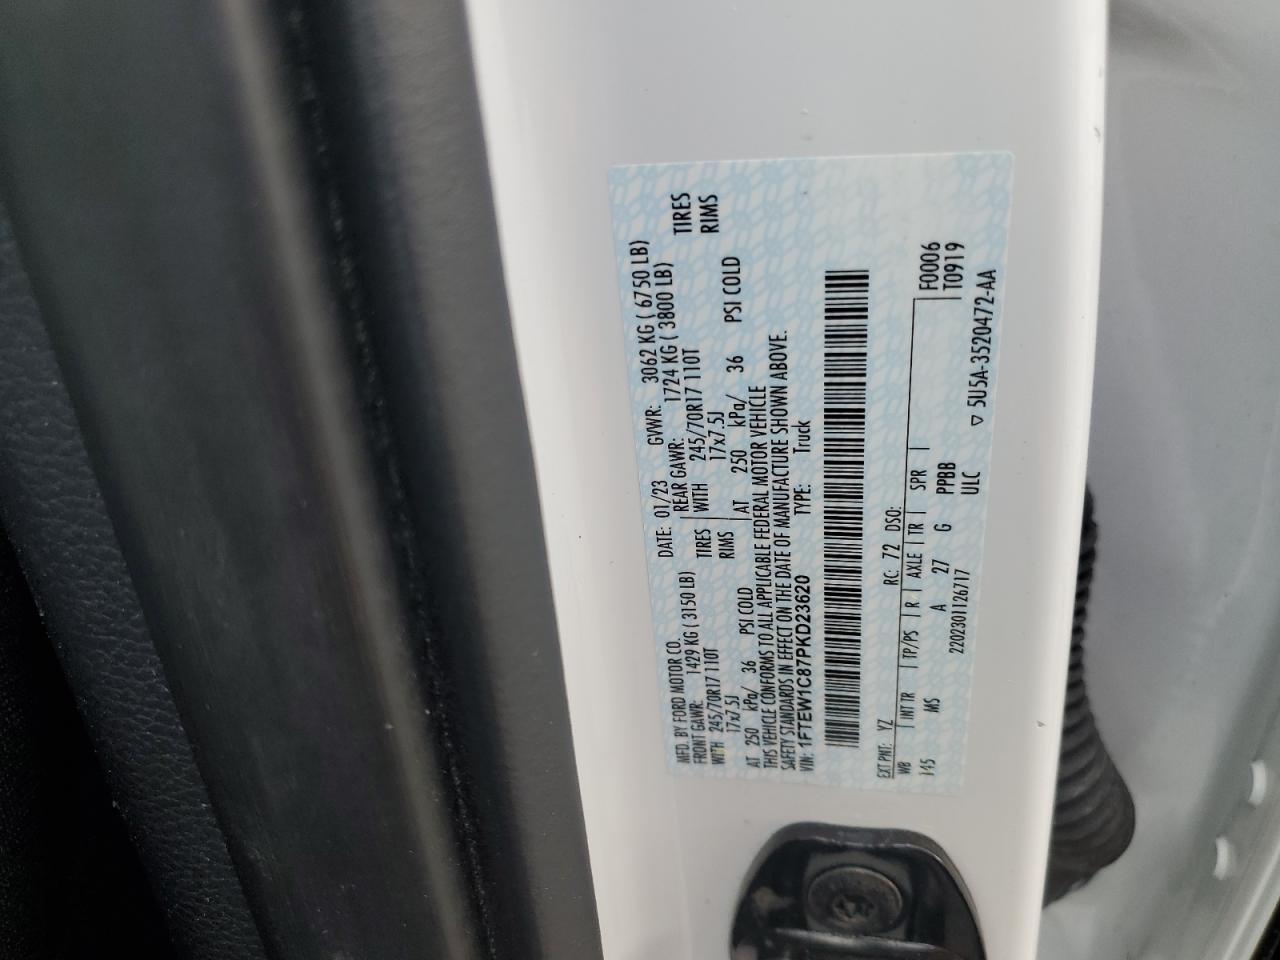 MFD. BY FORD MOTOR CO.
DATE: 01/23 GVWR: 3062 KG ( 6750 LB)
FRONT GAWR: 1429 KG ( 3150 LB) REAR GAWR: 1724 KG ( 3800 LB)
WITH 245/70R17 110T TIRES WITH 245/70R17 110T TIRES
17x7.5J RIMS 17x7.5J RIMS
AT 250 kPa/ 36 PSI COLD AT 250 kPa/ 36 PSI COLD
THIS VEHICLE CONFORMS TO ALL APPLICABLE FEDERAL MOTOR VEHICLE
SAFETY STANDARDS IN EFFECT ON THE DATE OF MANUFACTURE SHOWN ABOVE.
VIN: 1FTEW1C87PKD23620 TYPE: Truck
EXT PNT: YZ RC: 72 DSO:
WB INT TR TP/PS R AXLE TR SPR F0006
145 MS A 27 G PPBB T0919
2202301126717 ULC
5U5A-3520472-AA